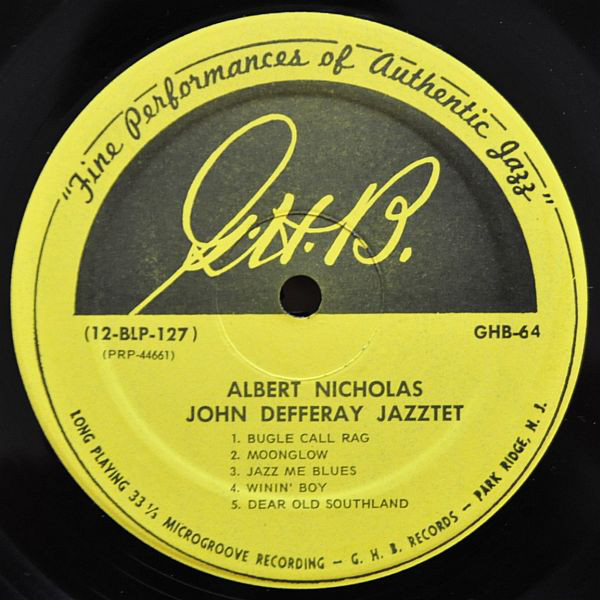 "Fine Performances of Authentic Jazz"
G.H.B.
(12-BLP-127)
GHB-64
(PRP-44661)
ALBERT NICHOLAS
JOHN DEFFERAY JAZZTET
1. BUGLE CALL RAG
2. MOONGLOW
3. JAZZ ME BLUES
4. WININ' BOY
5. DEAR OLD SOUTHLAND
LONG PLAYING 33 1/3 MICROGROOVE RECORDING - G. H. B. RECORDS - PARK RIDGE, N. J.